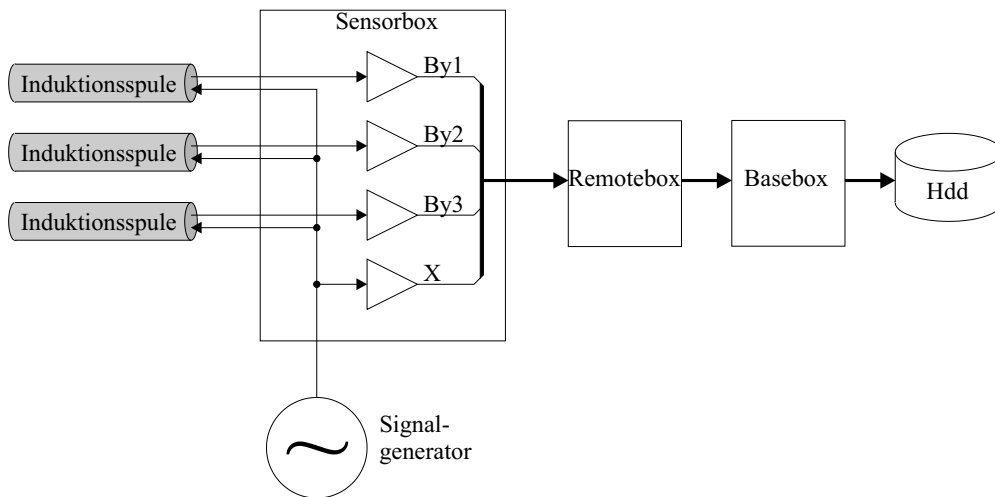 Sensorbox
Induktionsspule
By1
Induktionsspule
By2
Induktionsspule
By3
X
Remotebox
Basebox
Hdd
Signal-
generator